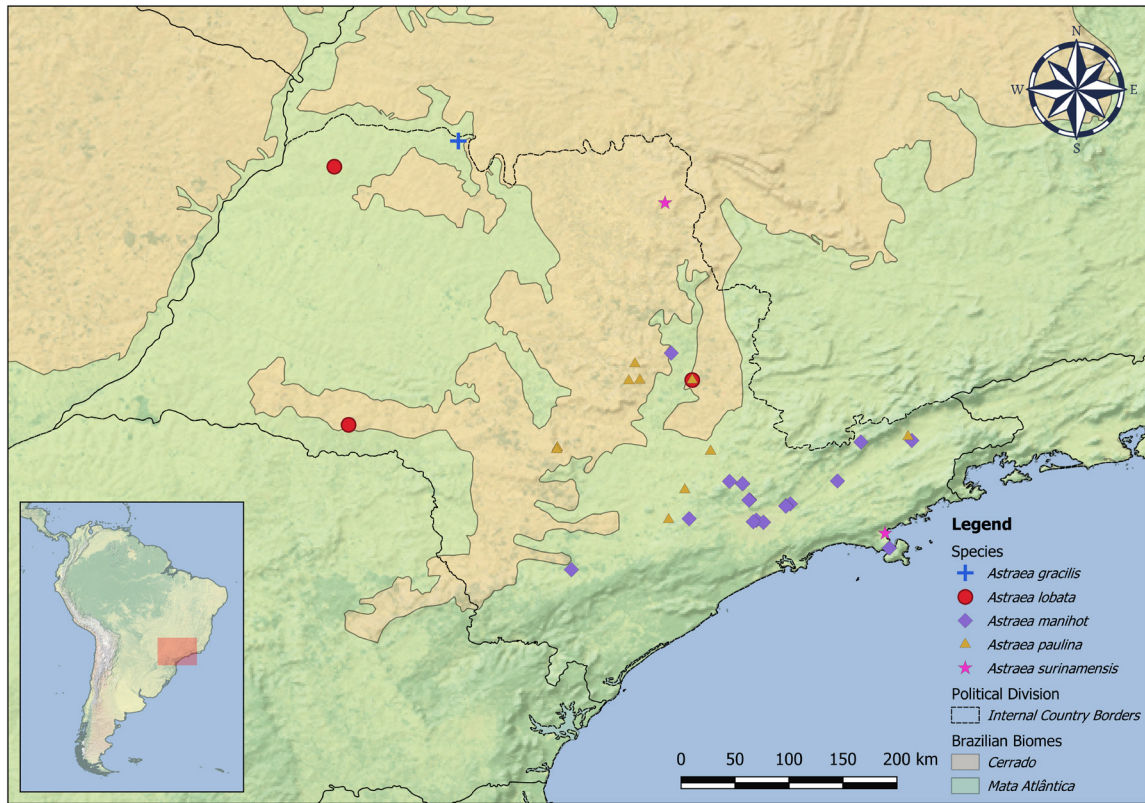 N
W E
S
Legend
Species
Astraea gracilis
Astraea lobata
Astraea manihot
Astraea paulina
Astraea surinamensis
Political Division
Internal Country Borders
Brazilian Biomes
Cerrado
Mata Atlântica
0 50 100 150 200 km